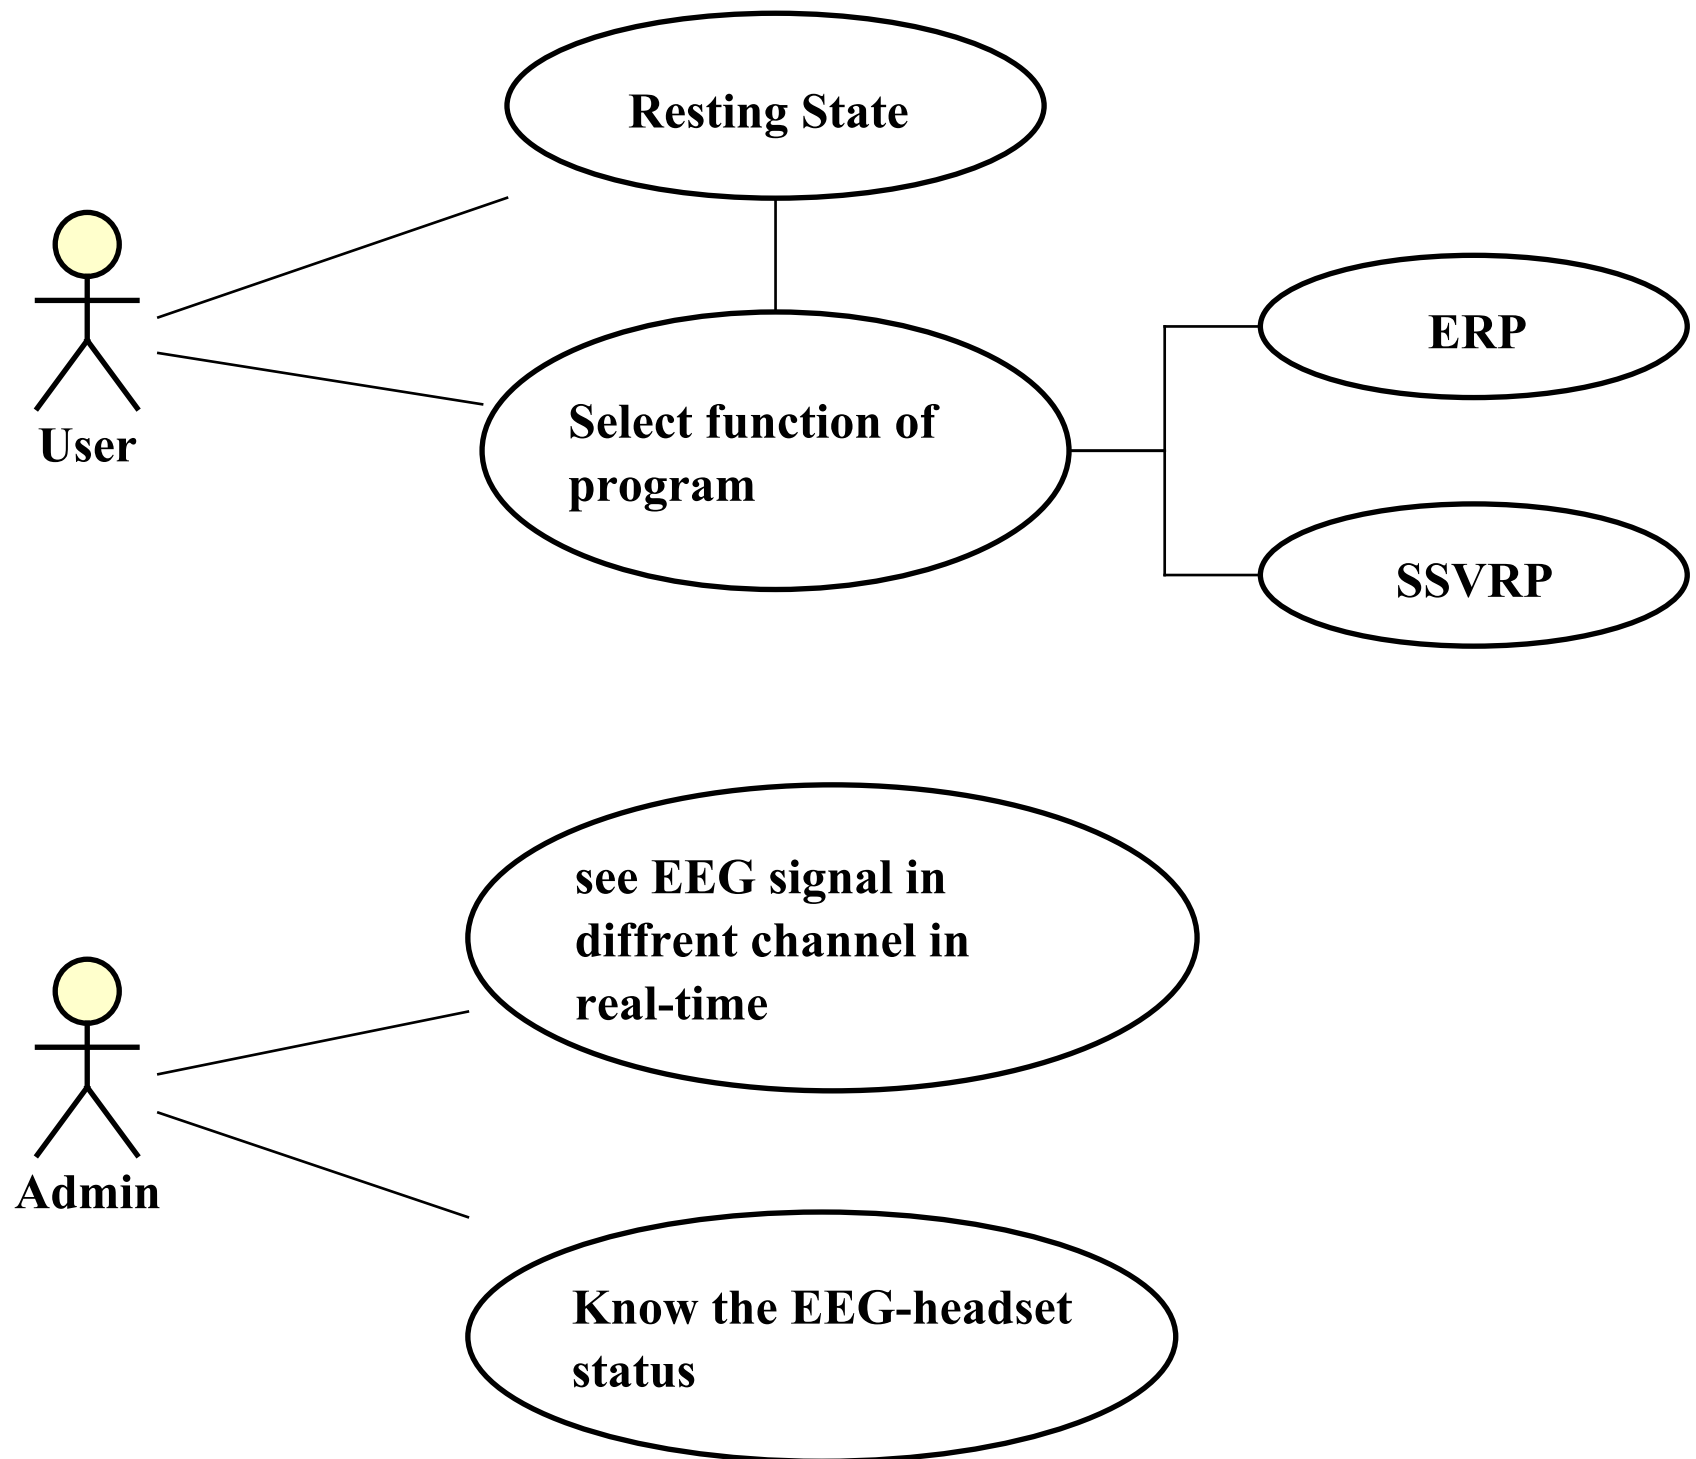 Resting State
User
Select function of
program
ERP
SSVRP
see EEG signal in
diffrent channel in
real-time
Admin
Know the EEG-headset
status